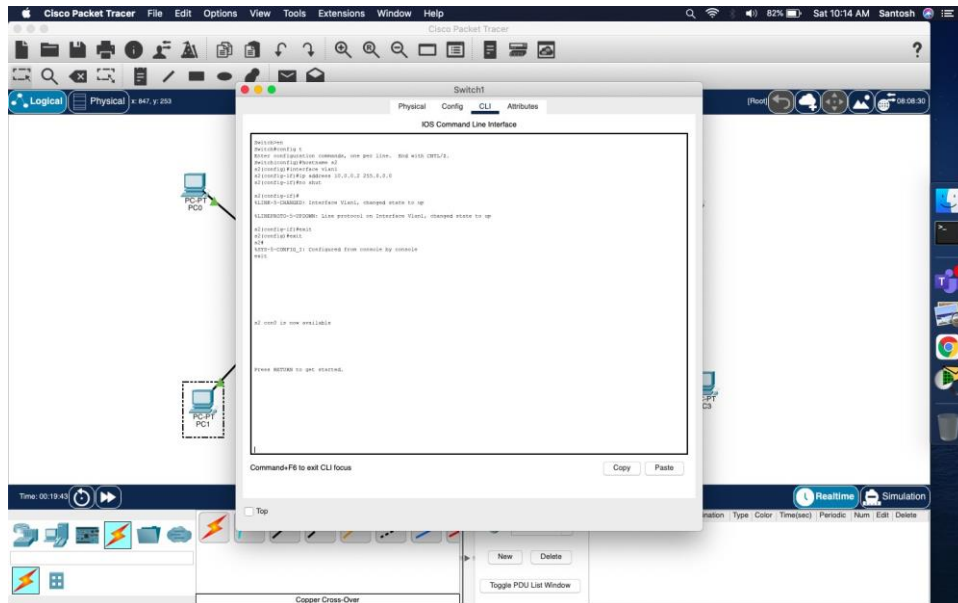 Cisco Packet Tracer File Edit Options View Tools Extensions Window Help
82% Sat 10:14 AM Santosh
Cisco Packet Tracer
?
Logical Physical x: 847, y: 253
[Root] 08:08:30
Switch1
Physical Config CLI Attributes
IOS Command Line Interface
Switch>en
Switch#config t
Enter configuration commands, one per line. End with CNTL/Z.
Switch(config)#hostname s2
s2(config)#interface vlan1
s2(config-if)#ip address 10.0.0.2 255.0.0.0
s2(config-if)#no shut
s2(config-if)#
%LINK-5-CHANGED: Interface Vlan1, changed state to up
%LINEPROTO-5-UPDOWN: Line protocol on Interface Vlan1, changed state to up
s2(config-if)#exit
s2(config)#exit
s2#
%SYS-5-CONFIG_I: Configured from console by console
exit
s2 con0 is now available
Press RETURN to get started.
PC-PT
PC0
PC-PT
PC1
-PT
C3
Command+F6 to exit CLI focus
Copy Paste
Top
Time: 00:19:43
Realtime Simulation
ination Type Color Time(sec) Periodic Num Edit Delete
New Delete
Toggle PDU List Window
Copper Cross-Over